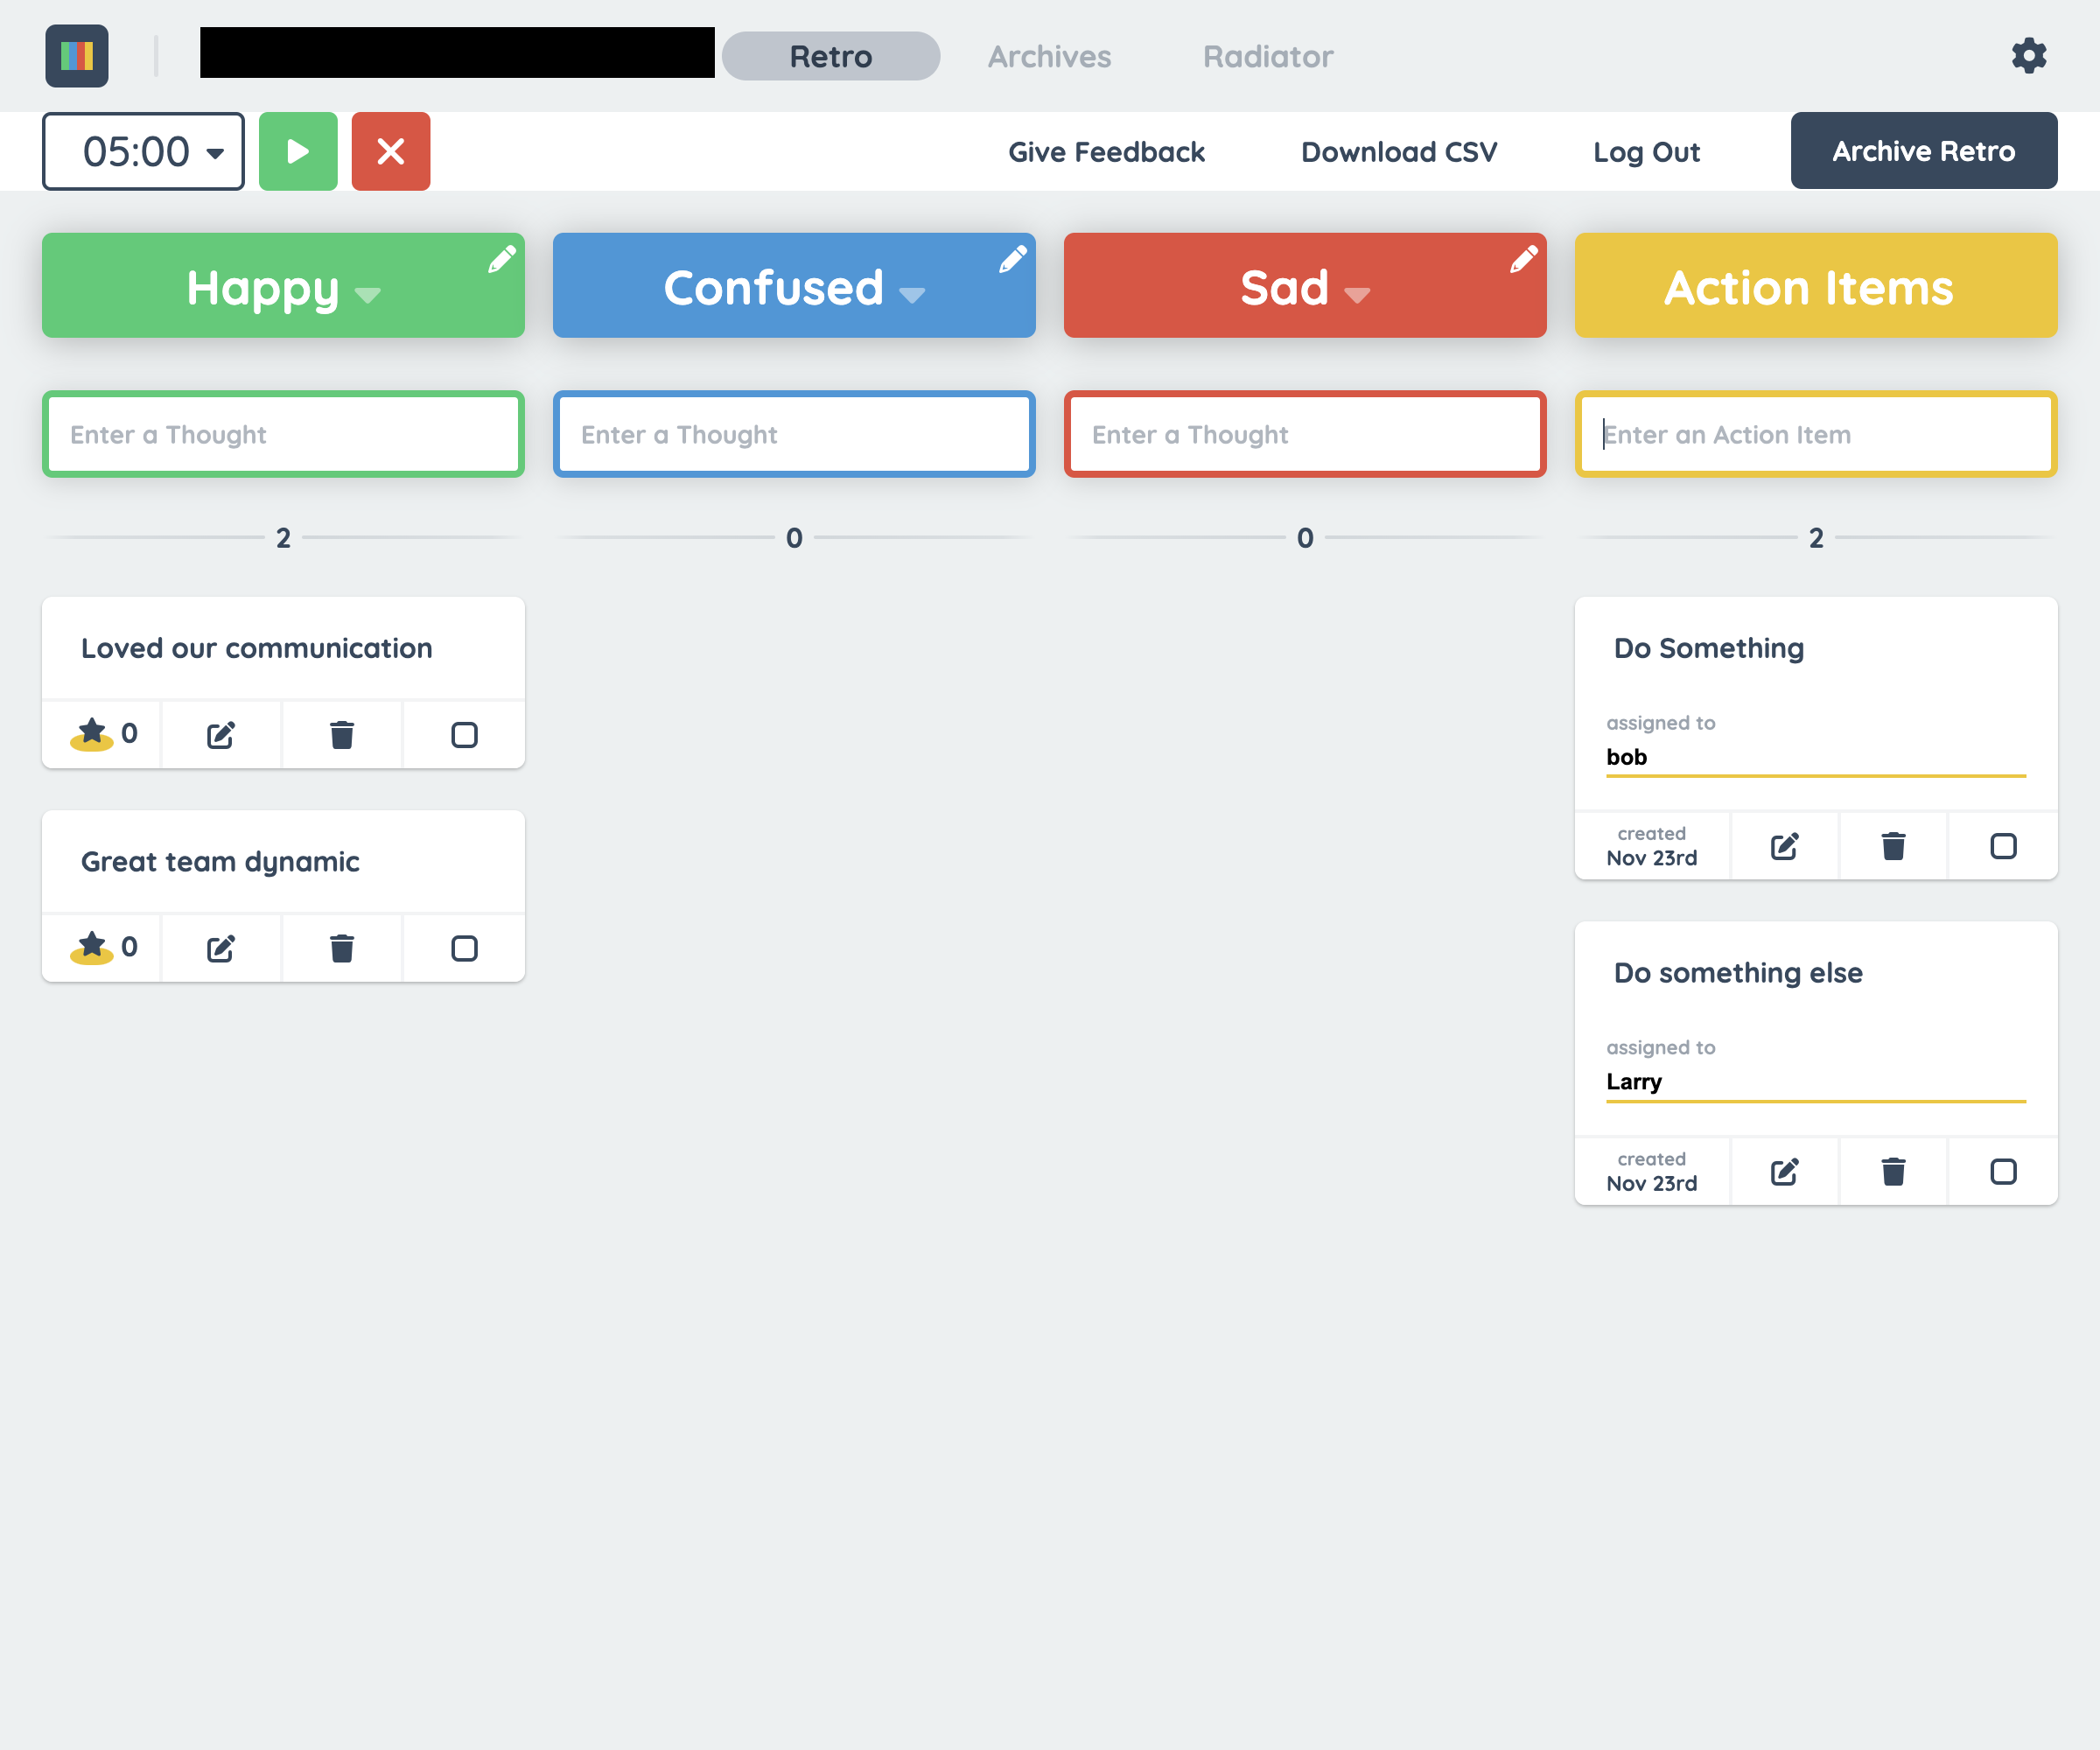 Retro Archives Radiator
05:00 Give Feedback Download CSV Log Out Archive Retro
Happy Confused Sad Action Items
Enter a Thought Enter a Thought Enter a Thought Enter an Action Item
2 0 0 2
Loved our communication
0
Great team dynamic
0
Do Something
assigned to
bob
created
Nov 23rd
Do something else
assigned to
Larry
created
Nov 23rd